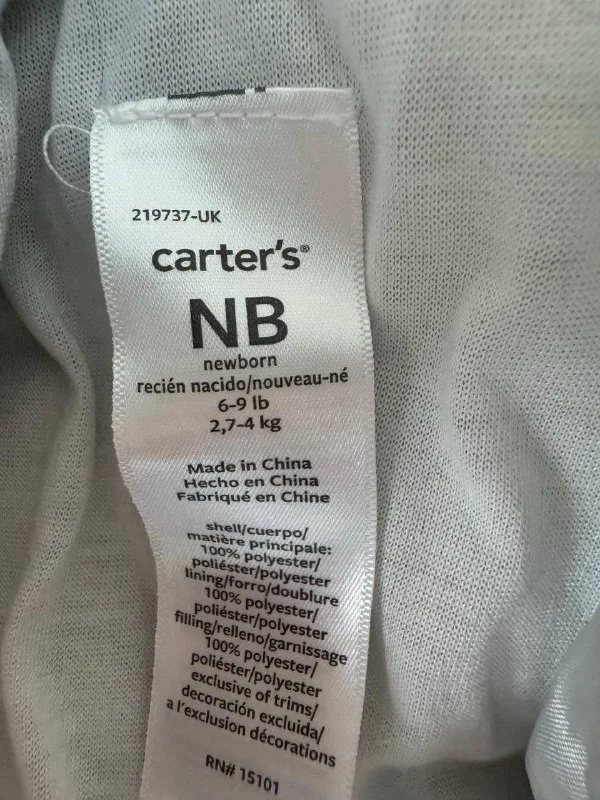 219737-UK
carter's®
NB
newborn
recién nacido/nouveau-né
6-9 lb
2,7-4 kg
Made in China
Hecho en China
Fabriqué en Chine
shell/cuerpo/
matière principale:
100% polyester/
poliéster/polyester
lining/forro/doublure
100% polyester/
poliéster/polyester
filling/relleno/garnissage
100% polyester/
poliéster/polyester
exclusive of trims/
decoración excluida/
a l'exclusion décorations
RN# 15101